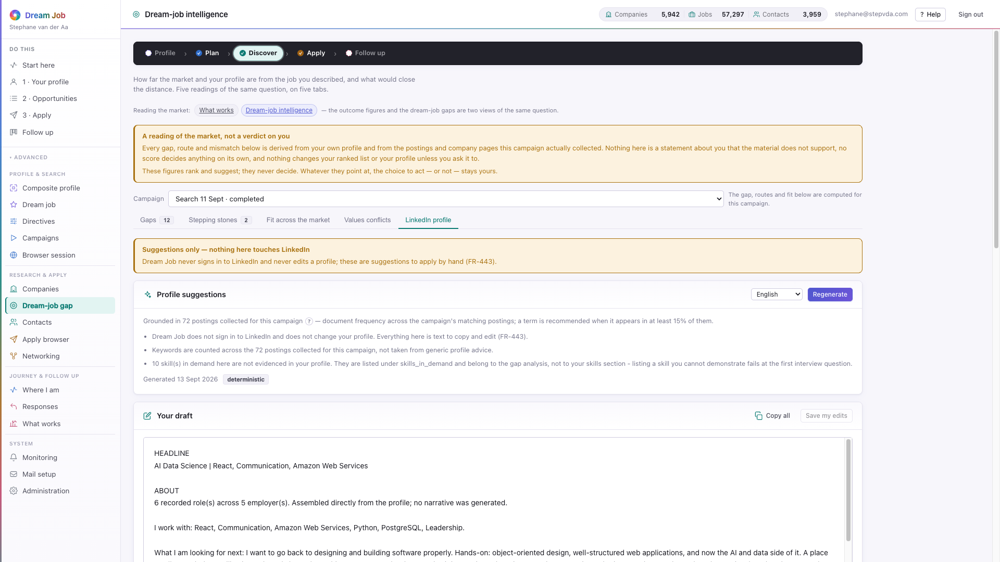 Dream Job
Stephane van der Aa
DO THIS
Start here
1 · Your profile
2 · Opportunities
3 · Apply
Follow up
ADVANCED
PROFILE & SEARCH
Composite profile
Dream job
Directives
Campaigns
Browser session
RESEARCH & APPLY
Companies
Dream-job gap
Contacts
Apply browser
Networking
JOURNEY & FOLLOW UP
Where I am
Responses
What works
SYSTEM
Monitoring
Mail setup
Administration
Dream-job intelligence
Companies 5,942 Jobs 57,297 Contacts 3,959
stephane@stepvda.com
? Help
Sign out
Profile › Plan › Discover › Apply › Follow up
How far the market and your profile are from the job you described, and what would close
the distance. Five readings of the same question, on five tabs.
Reading the market: What works Dream-job intelligence — the outcome figures and the dream-job gaps are two views of the same question.
A reading of the market, not a verdict on you
Every gap, route and mismatch below is derived from your own profile and from the postings and company pages this campaign actually collected. Nothing here is a statement about you that the material does not support, no
score decides anything on its own, and nothing changes your ranked list or your profile unless you ask it to.
These figures rank and suggest; they never decide. Whatever they point at, the choice to act — or not — stays yours.
Campaign
Search 11 Sept · completed
The gap, routes and fit below are computed for
this campaign.
Gaps 12 Stepping stones 2 Fit across the market Values conflicts LinkedIn profile
Suggestions only — nothing here touches LinkedIn
Dream Job never signs in to LinkedIn and never edits a profile; these are suggestions to apply by hand (FR-443).
Profile suggestions
English
Regenerate
Grounded in 72 postings collected for this campaign ? — document frequency across the campaign's matching postings; a term is recommended when it appears in at least 15% of them.
• Dream Job does not sign in to LinkedIn and does not change your profile. Everything here is text to copy and edit (FR-443).
• Keywords are counted across the 72 postings collected for this campaign, not taken from generic profile advice.
• 10 skill(s) in demand here are not evidenced in your profile. They are listed under skills_in_demand and belong to the gap analysis, not to your skills section - listing a skill you cannot demonstrate fails at the first interview question.
Generated 13 Sept 2026 deterministic
Your draft
Copy all
Save my edits
HEADLINE
AI Data Science | React, Communication, Amazon Web Services
ABOUT
6 recorded role(s) across 5 employer(s). Assembled directly from the profile; no narrative was generated.
I work with: React, Communication, Amazon Web Services, Python, PostgreSQL, Leadership.
What I am looking for next: I want to go back to designing and building software properly. Hands-on: object-oriented design, well-structured web applications, and now the AI and data side of it. A place